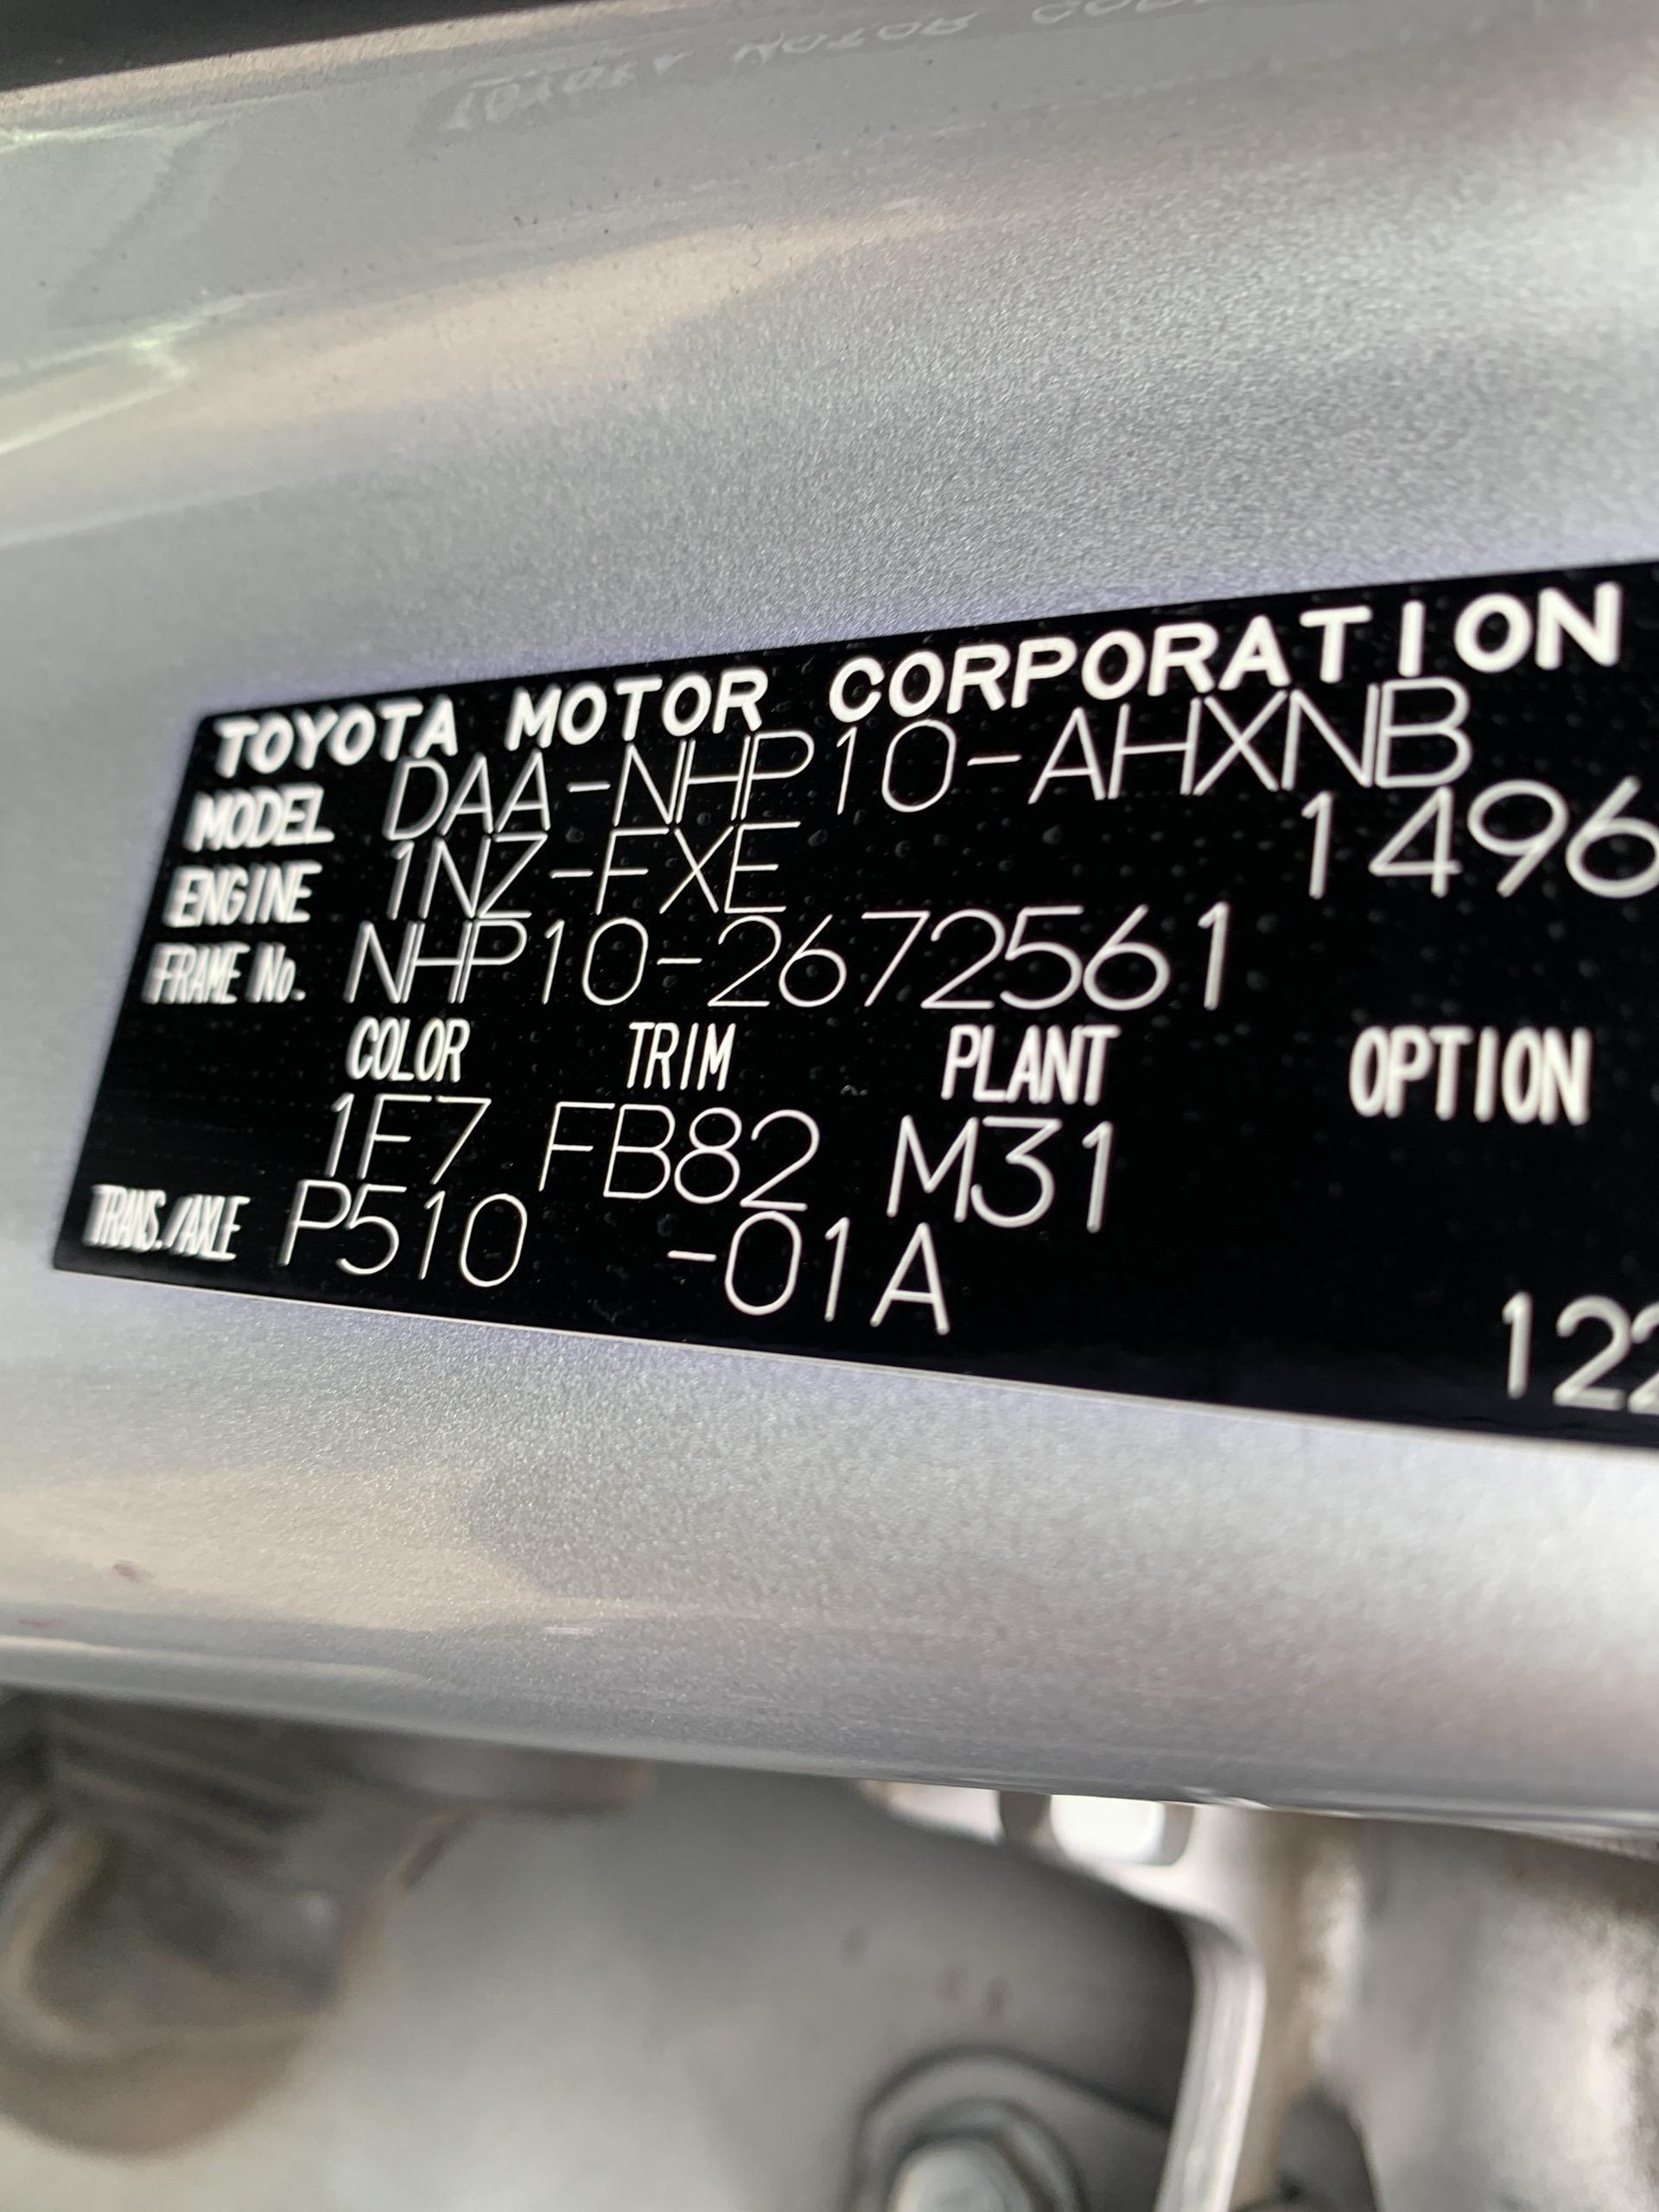 TOYOTA MOTOR CORPORATION
MODEL DAA-NHP10-AHXNB
ENGINE 1NZ-FXE 1496
FRAME No. NHP10-2672561
COLOR TRIM PLANT OPTION
1F7 FB82 M31
TRANS./AXLE P510 -01A
122